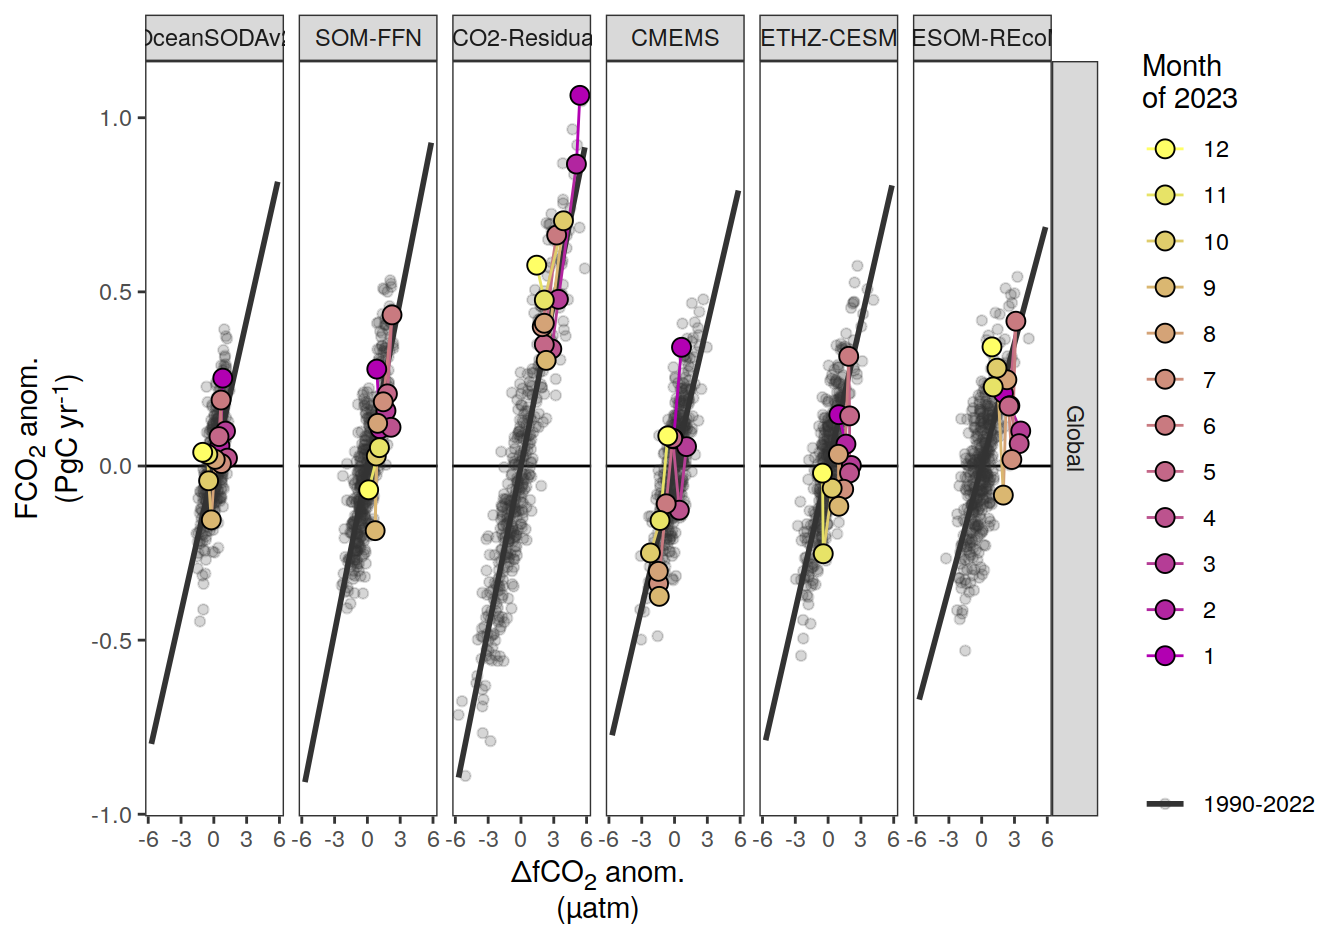 OceanSODAv2
SOM-FFN
CO2-Residua
CMEMS
ETHZ-CESM
ESOM-REcoM
Global
1.0
0.5
0.0
-0.5
-1.0
FCO2 anom.
(PgC yr-1)
-6 -3 0 3 6 -6 -3 0 3 6 -6 -3 0 3 6 -6 -3 0 3 6 -6 -3 0 3 6 -6 -3 0 3 6
ΔfCO2 anom.
(µatm)
Month
of 2023
12
11
10
9
8
7
6
5
4
3
2
1
1990-2022